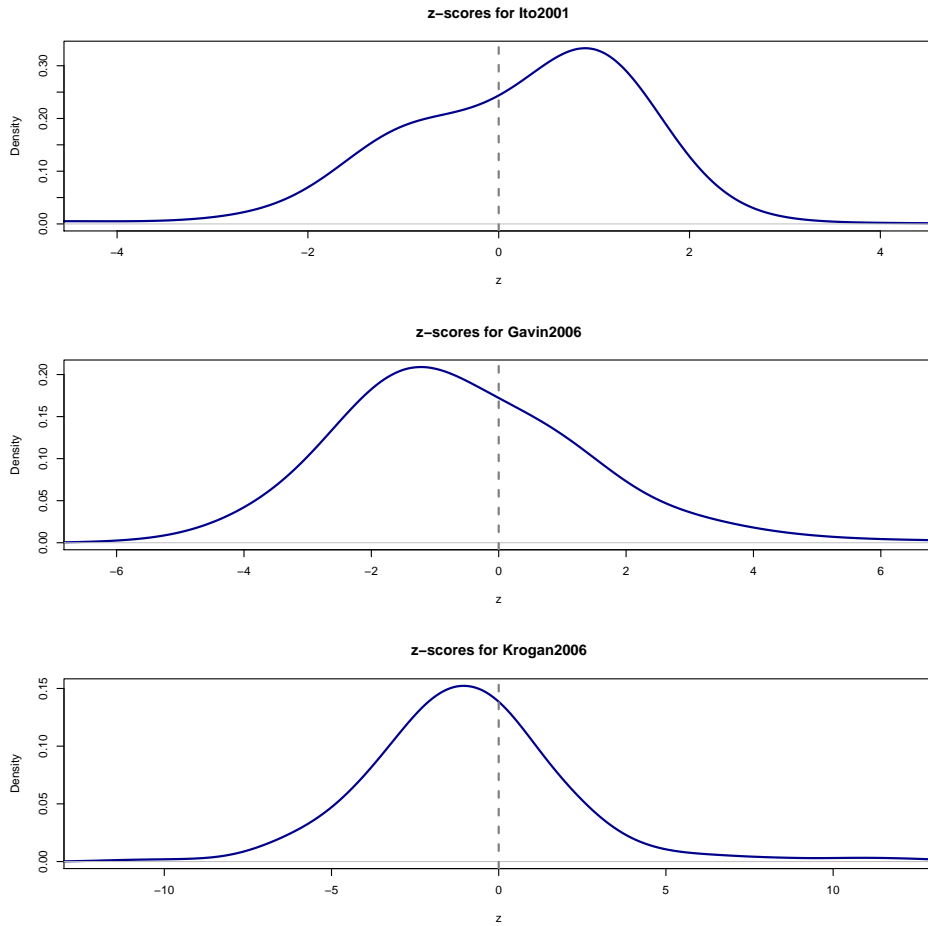 z−scores for Ito2001
Density
0.00 0.10 0.20 0.30
−4 −2 0 2 4
z
z−scores for Gavin2006
Density
0.00 0.05 0.10 0.15 0.20
−6 −4 −2 0 2 4 6
z
z−scores for Krogan2006
Density
0.00 0.05 0.10 0.15
−10 −5 0 5 10
z